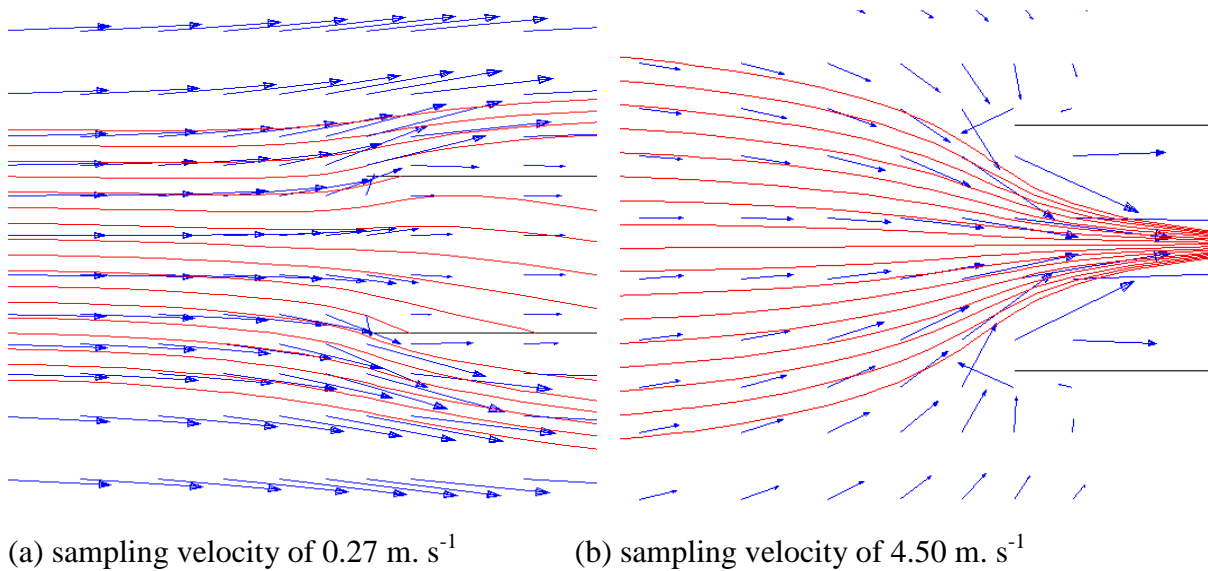 (a) sampling velocity of 0.27 m. s⁻¹ (b) sampling velocity of 4.50 m. s⁻¹